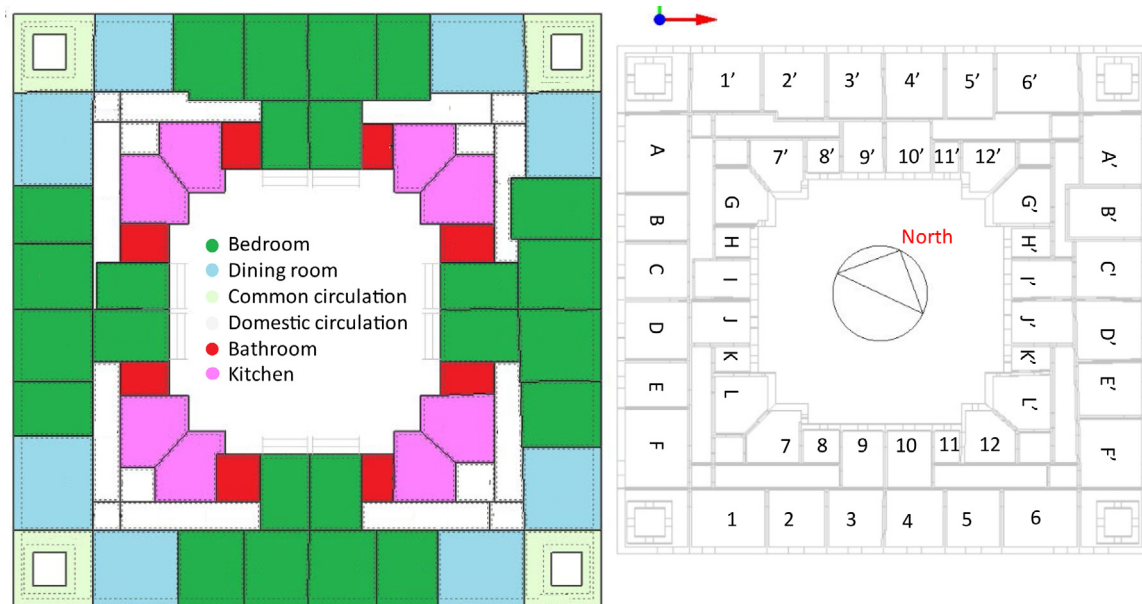 Bedroom
Dining room
Common circulation
Domestic circulation
Bathroom
Kitchen
1’ 2’ 3’ 4’ 5’ 6’
A 7’ 8’ 9’ 10’ 11’ 12’ A’
B G G’ B’
North
C H H’ C’
I I’
D J J’ D’
E K K’ E’
L L’
F 7 8 9 10 11 12 F’
1 2 3 4 5 6